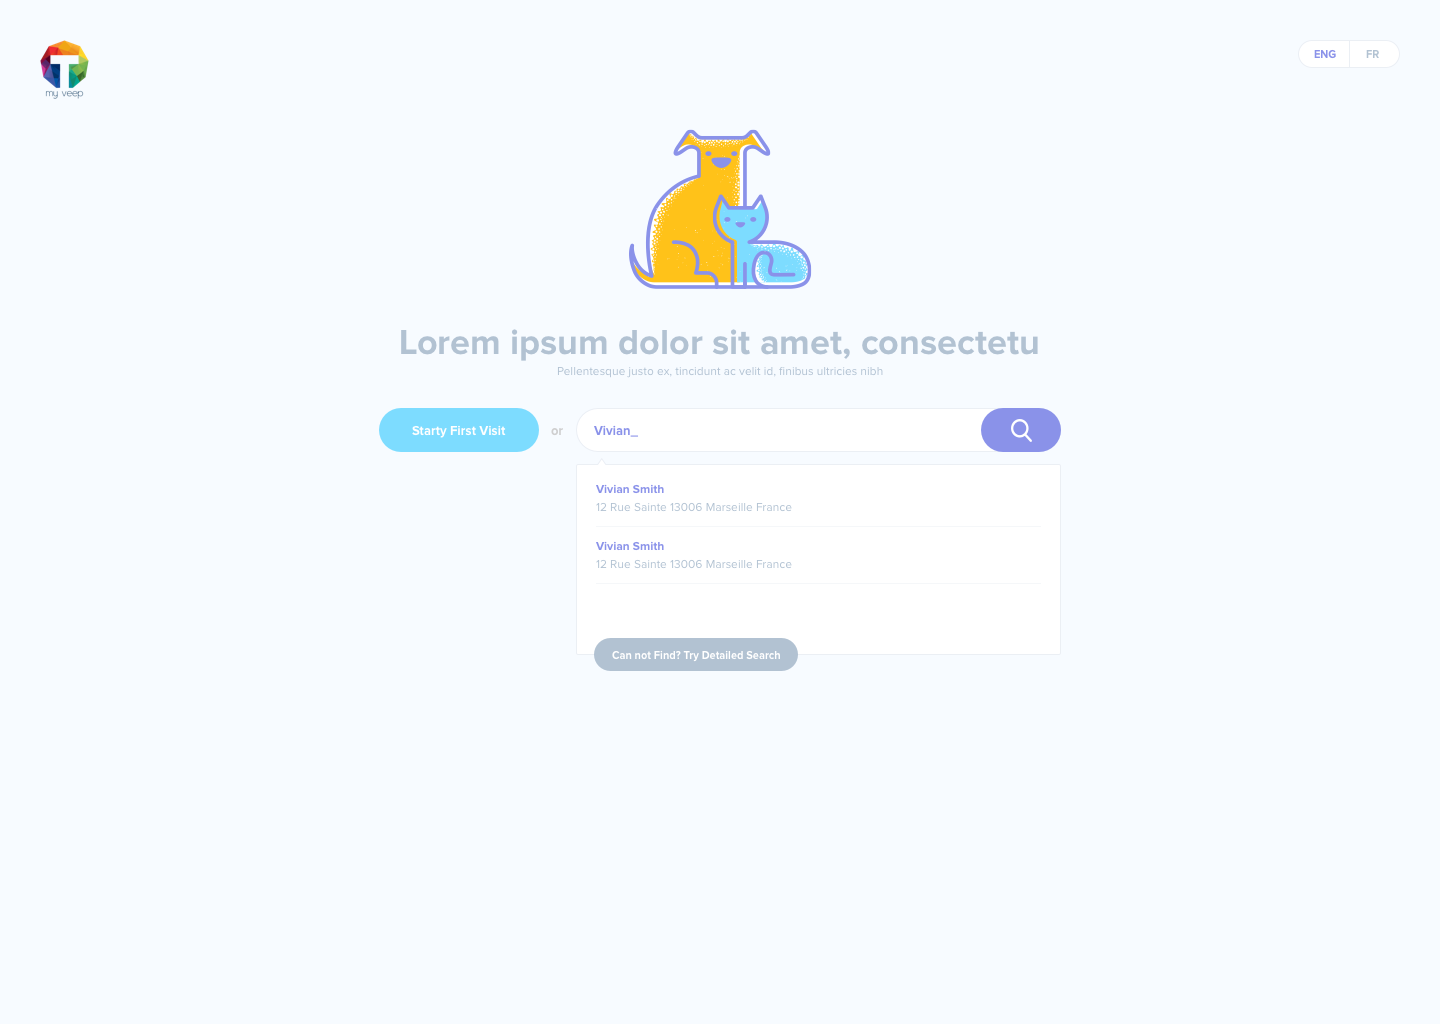 my veep
ENG FR
Lorem ipsum dolor sit amet, consectetu
Pellentesque justo ex, tincidunt ac velit id, finibus ultricies nibh
Starty First Visit or Vivian_
Vivian Smith
12 Rue Sainte 13006 Marseille France
Vivian Smith
12 Rue Sainte 13006 Marseille France
Can not Find? Try Detailed Search